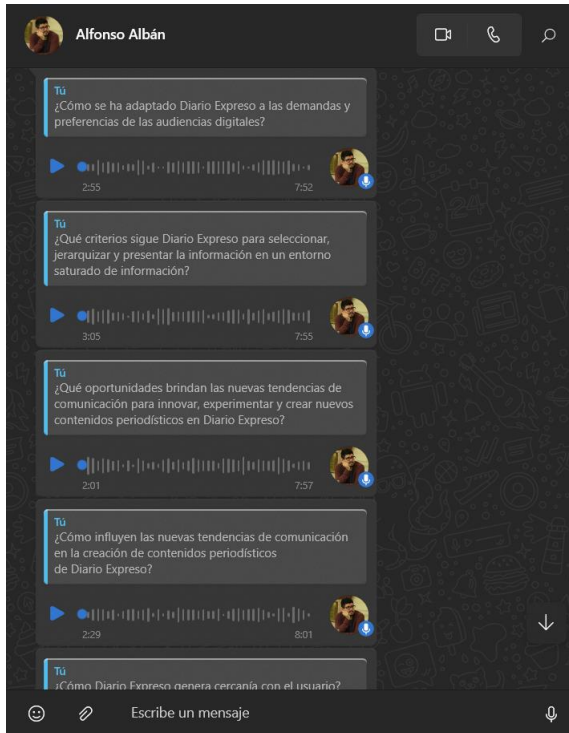 Alfonso Albán
Tú
¿Cómo se ha adaptado Diario Expreso a las demandas y
preferencias de las audiencias digitales?
2:55 7:52
Tú
¿Qué criterios sigue Diario Expreso para seleccionar,
jerarquizar y presentar la información en un entorno
saturado de información?
3:05 7:55
Tú
¿Qué oportunidades brindan las nuevas tendencias de
comunicación para innovar, experimentar y crear nuevos
contenidos periodísticos en Diario Expreso?
2:01 7:57
Tú
¿Cómo influyen las nuevas tendencias de comunicación
en la creación de contenidos periodísticos
de Diario Expreso?
2:29 8:01
Tú
¿Cómo Diario Expreso genera cercanía con el usuario?
Escribe un mensaje